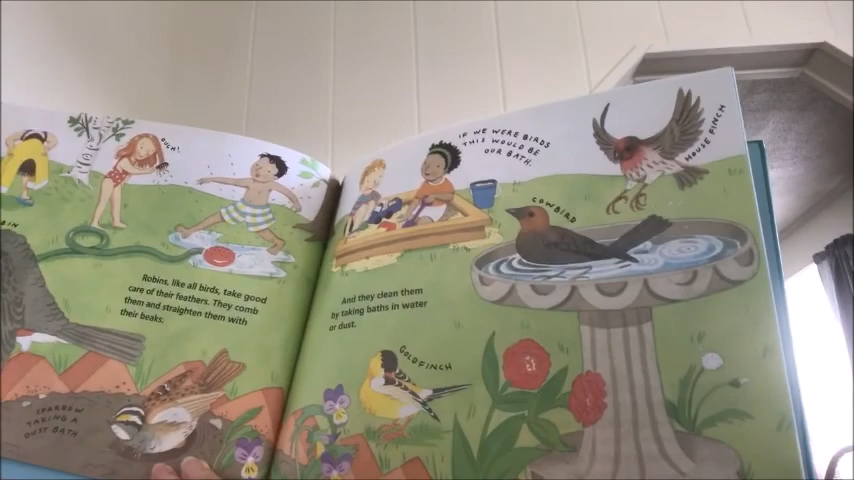 OUCH!
Robins, like all birds, take good
care of their feathers. They comb
them and straighten them with
their beaks.
SPARROW
TAKING A
DUST BATH
IF WE WERE BIRDS
THIS WOULD BE
OUR BATH.
HOUSE FINCH
COWBIRD
And they clean them
by taking baths in water
or dust.
GOLDFINCH